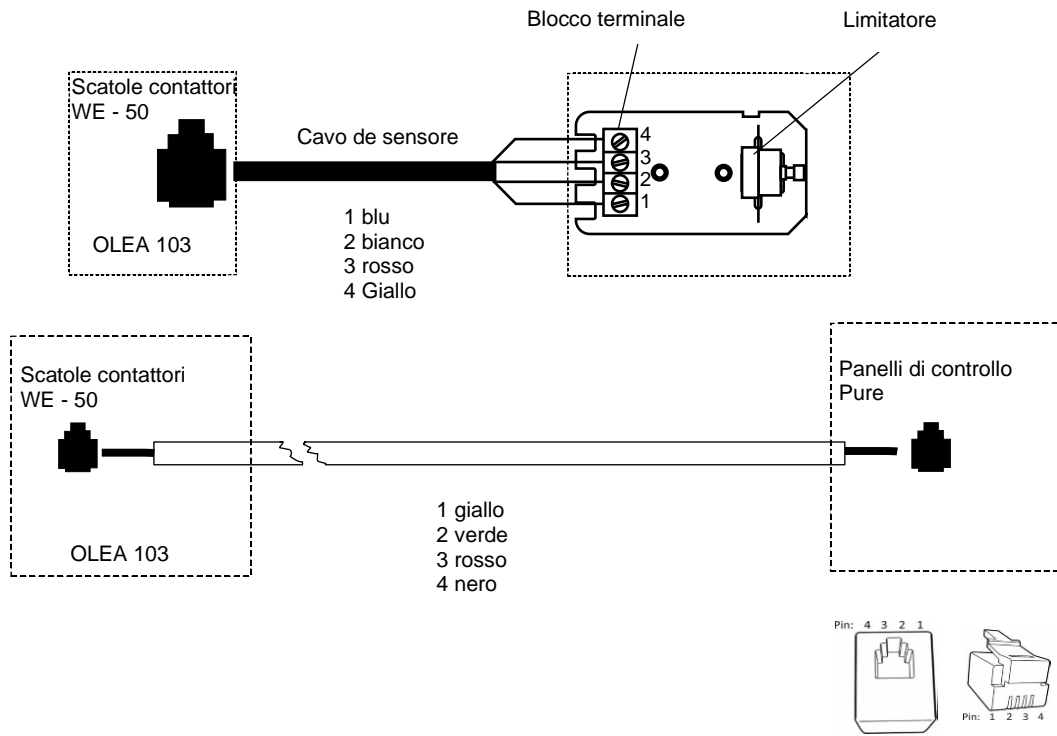 Blocco terminale
Limitatore
Scatole contattori
WE - 50
Cavo de sensore
4
3
2
1
OLEA 103
1 blu
2 bianco
3 rosso
4 Giallo
Scatole contattori
WE - 50
Panelli di controllo
Pure
OLEA 103
1 giallo
2 verde
3 rosso
4 nero
Pin: 4 3 2 1
Pin: 1 2 3 4